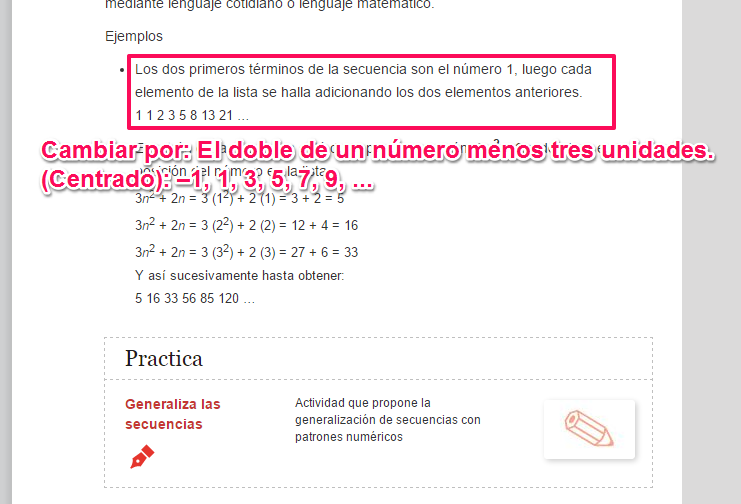 mediante lenguaje cotidiano o lenguaje matemático.
Ejemplos
• Los dos primeros términos de la secuencia son el número 1, luego cada
elemento de la lista se halla adicionando los dos elementos anteriores.
1 1 2 3 5 8 13 21 ...
Cambiar por: El doble de un número menos tres unidades.
(Centrado): –1, 1, 3, 5, 7, 9, ...
3n² + 2n = 3 (1²) + 2 (1) = 3 + 2 = 5
3n² + 2n = 3 (2²) + 2 (2) = 12 + 4 = 16
3n² + 2n = 3 (3²) + 2 (3) = 27 + 6 = 33
Y así sucesivamente hasta obtener:
5 16 33 56 85 120 ...
Practica
Generaliza las
secuencias
Actividad que propone la
generalización de secuencias con
patrones numéricos